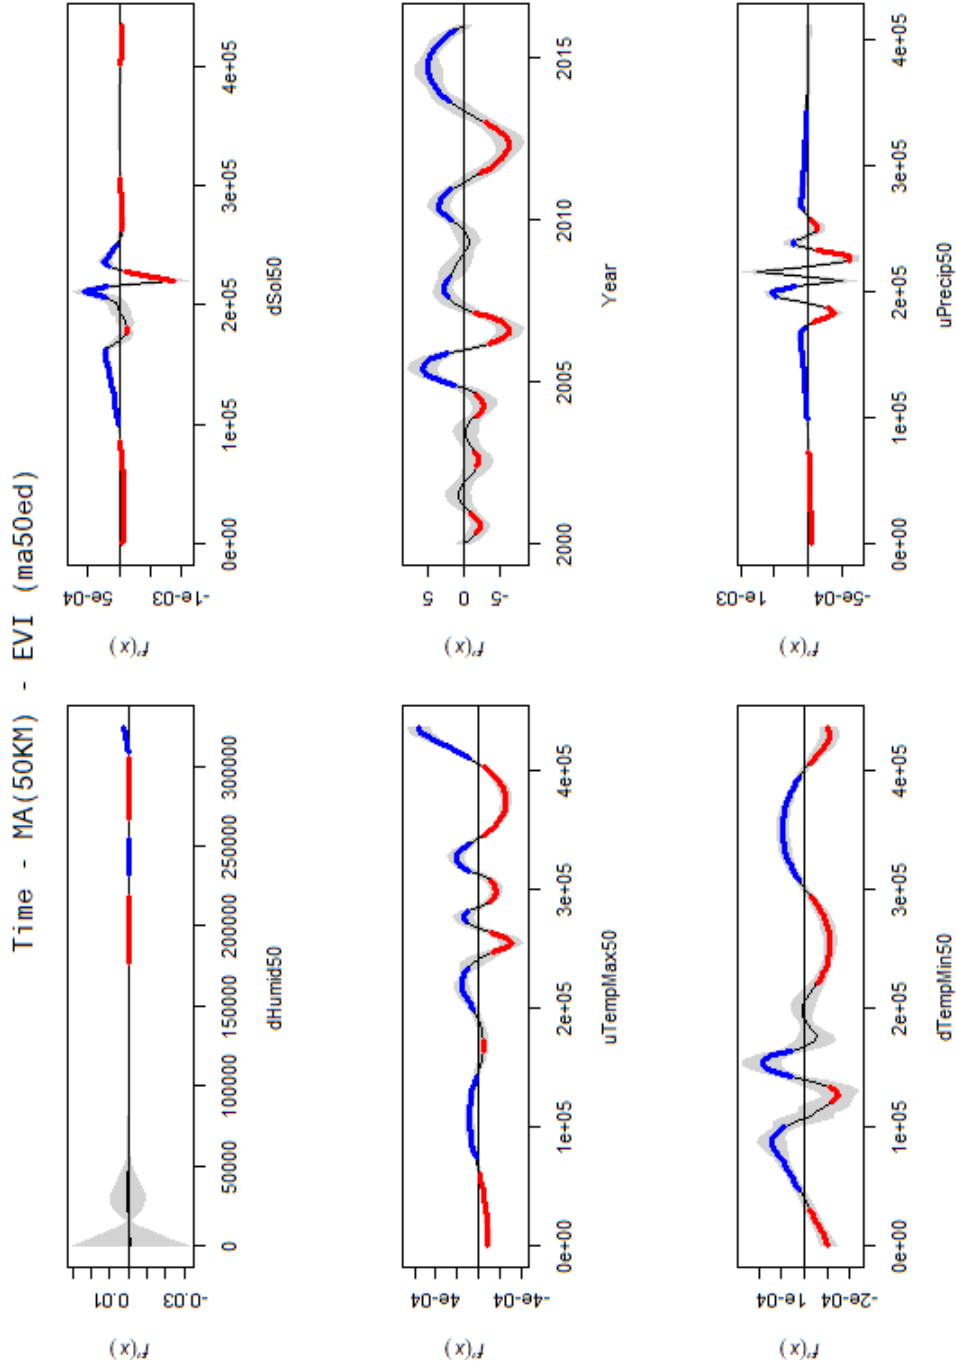 Time - MA(50KM) - EVI (ma50ed)
f'(x)
0.01
-0.03
0
50000
100000
150000
200000
250000
300000
dHumid50
f'(x)
5e-04
-1e-03
0e+00
1e+05
2e+05
3e+05
4e+05
dSol50
f'(x)
4e-04
-4e-04
0e+00
1e+05
2e+05
3e+05
4e+05
uTempMax50
f'(x)
5
0
-5
2000
2005
2010
2015
Year
f'(x)
1e-04
-2e-04
0e+00
1e+05
2e+05
3e+05
4e+05
dTempMin50
f'(x)
1e-03
-5e-04
0e+00
1e+05
2e+05
3e+05
4e+05
uPrecip50